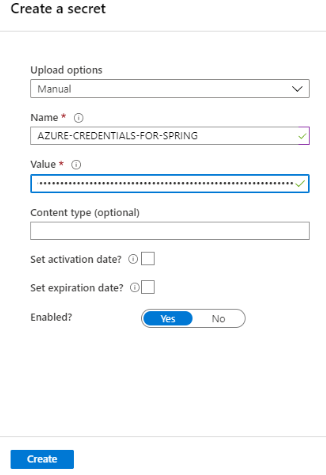 Create a secret
Upload options
Manual
Name *
AZURE-CREDENTIALS-FOR-SPRING
Value *
Content type (optional)
Set activation date?
Set expiration date?
Enabled?
Yes No
Create